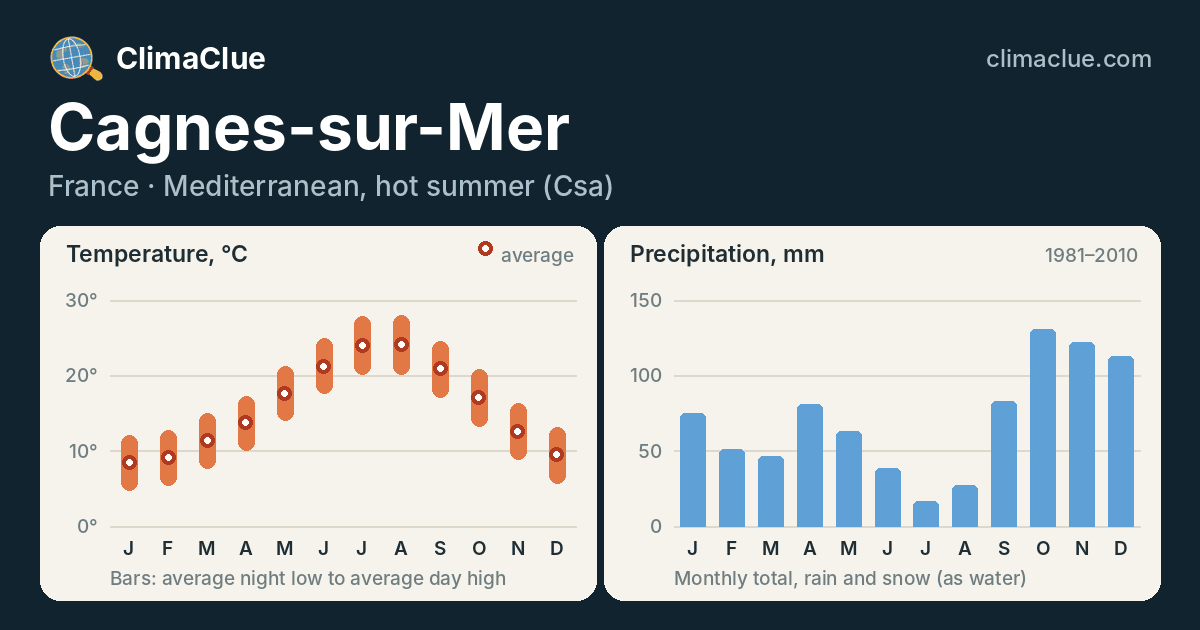 ClimaClue
climaclue.com
Cagnes-sur-Mer
France · Mediterranean, hot summer (Csa)
Temperature, °C
average
30°
20°
10°
0°
J F M A M J J A S O N D
Bars: average night low to average day high
Precipitation, mm
1981–2010
150
100
50
0
J F M A M J J A S O N D
Monthly total, rain and snow (as water)